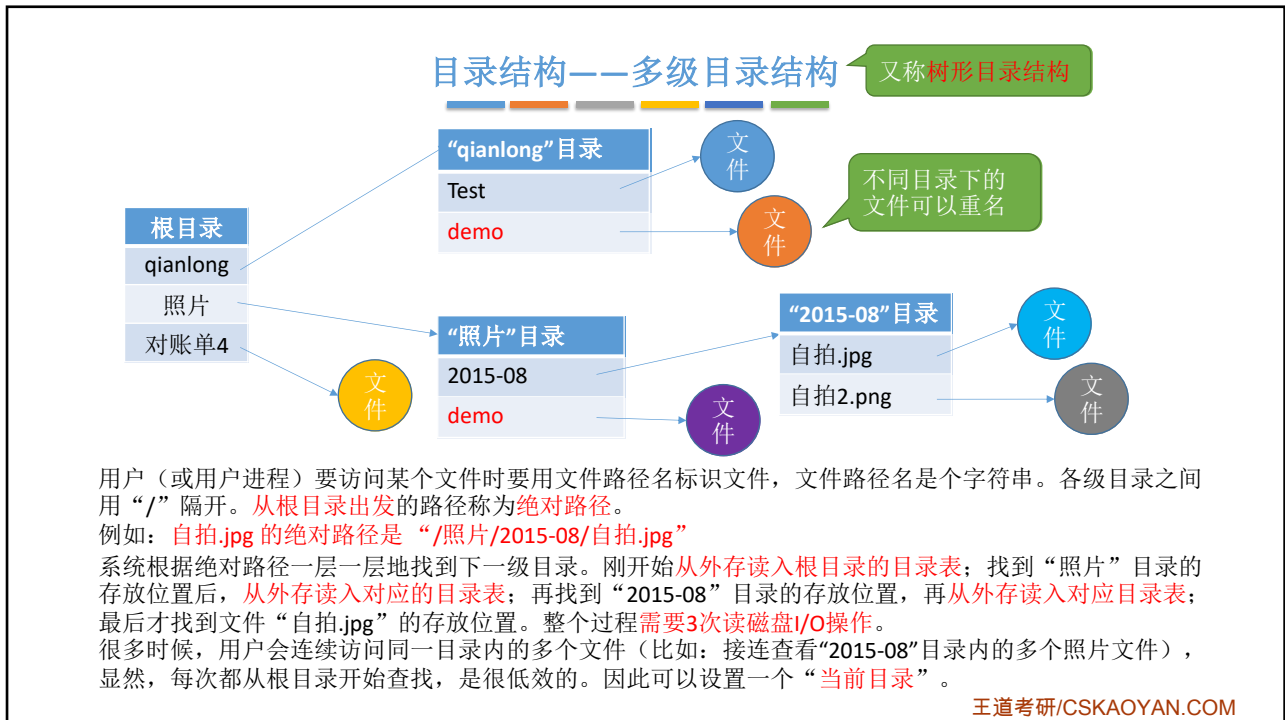 目录结构——多级目录结构
又称树形目录结构
“qianlong”目录
Test
demo
文
件
文
件
不同目录下的
文件可以重名
根目录
qianlong
照片
对账单4
文
件
“照片”目录
2015-08
demo
文
件
“2015-08”目录
自拍.jpg
自拍2.png
文
件
文
件
用户（或用户进程）要访问某个文件时要用文件路径名标识文件，文件路径名是个字符串。各级目录之间
用“/”隔开。从根目录出发的路径称为绝对路径。
例如：自拍.jpg 的绝对路径是 “/照片/2015-08/自拍.jpg”
系统根据绝对路径一层一层地找到下一级目录。刚开始从外存读入根目录的目录表；找到“照片”目录的
存放位置后，从外存读入对应的目录表；再找到“2015-08”目录的存放位置，再从外存读入对应目录表；
最后才找到文件“自拍.jpg”的存放位置。整个过程需要3次读磁盘I/O操作。
很多时候，用户会连续访问同一目录内的多个文件（比如：接连查看“2015-08”目录内的多个照片文件），
显然，每次都从根目录开始查找，是很低效的。因此可以设置一个“当前目录”。
王道考研/CSKAOYAN.COM